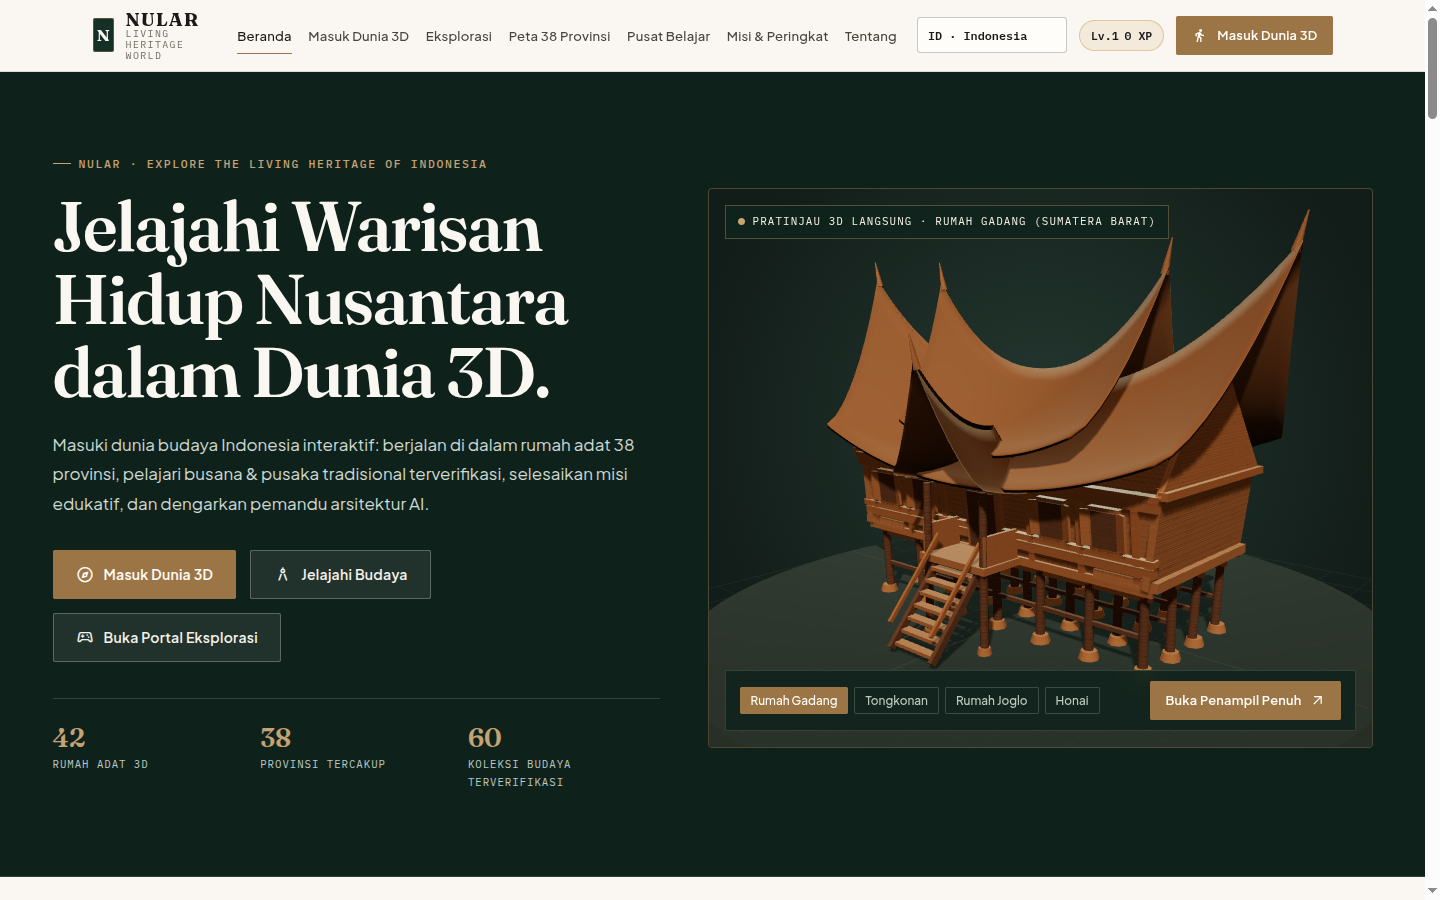 N
NULAR
LIVING
HERITAGE
WORLD
Beranda
Masuk Dunia 3D
Eksplorasi
Peta 38 Provinsi
Pusat Belajar
Misi & Peringkat
Tentang
ID · Indonesia
Lv.1 0 XP
Masuk Dunia 3D
NULAR · EXPLORE THE LIVING HERITAGE OF INDONESIA
Jelajahi Warisan
Hidup Nusantara
dalam Dunia 3D.
Masuki dunia budaya Indonesia interaktif: berjalan di dalam rumah adat 38
provinsi, pelajari busana & pusaka tradisional terverifikasi, selesaikan misi
edukatif, dan dengarkan pemandu arsitektur AI.
Masuk Dunia 3D
Jelajahi Budaya
Buka Portal Eksplorasi
42
RUMAH ADAT 3D
38
PROVINSI TERCAKUP
60
KOLEKSI BUDAYA
TERVERIFIKASI
PRATINJAU 3D LANGSUNG · RUMAH GADANG (SUMATERA BARAT)
Rumah Gadang
Tongkonan
Rumah Joglo
Honai
Buka Penampil Penuh